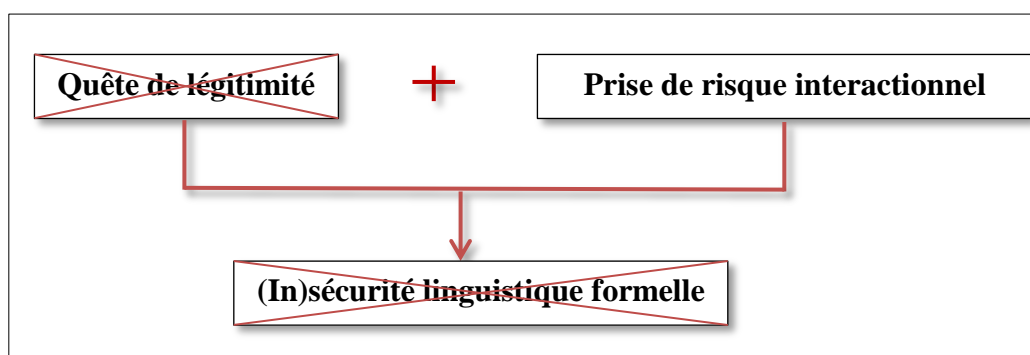 Quête de légitimité
+
Prise de risque interactionnel
(In)sécurité linguistique formelle